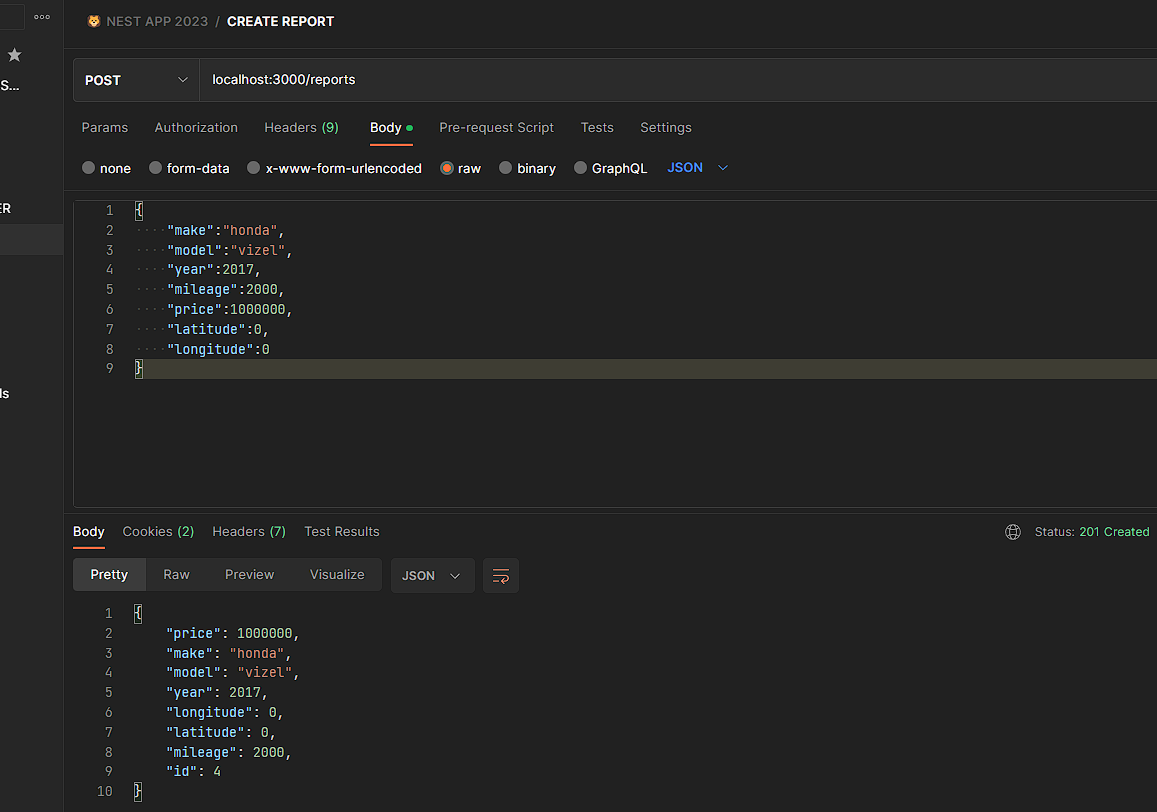 NEST APP 2023 / CREATE REPORT
S...
POST localhost:3000/reports
Params Authorization Headers (9) Body Pre-request Script Tests Settings
none form-data x-www-form-urlencoded raw binary GraphQL JSON
ER
1 {
2 ····"make":"honda",
3 ····"model":"vizel",
4 ····"year":2017,
5 ····"mileage":2000,
6 ····"price":1000000,
7 ····"latitude":0,
8 ····"longitude":0
9 }
ls
Body Cookies (2) Headers (7) Test Results Status: 201 Created
Pretty Raw Preview Visualize JSON
1 {
2 "price": 1000000,
3 "make": "honda",
4 "model": "vizel",
5 "year": 2017,
6 "longitude": 0,
7 "latitude": 0,
8 "mileage": 2000,
9 "id": 4
10 }